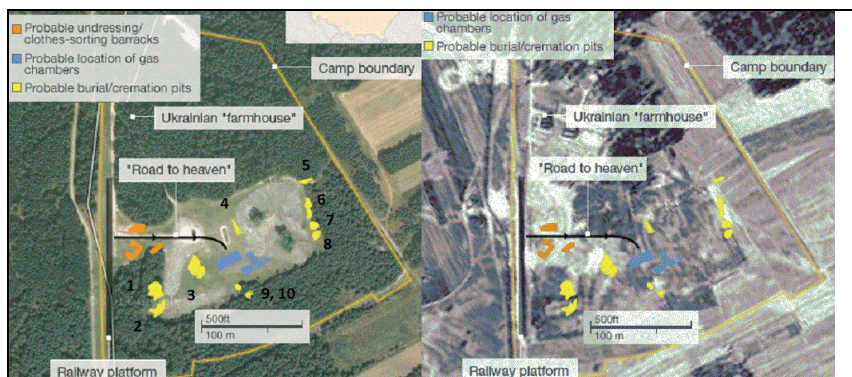 Probable undressing/
clothes-sorting barracks
Probable location of gas
chambers
Probable burial/cremation pits
Camp boundary
Ukrainian "farmhouse"
"Road to heaven"
5
4
6
7
8
1
3
9, 10
2
500ft
100 m
Railway platform
Probable location of gas
chambers
Probable burial/cremation pits
Camp boundary
Ukrainian "farmhouse"
"Road to heaven"
500ft
100 m
Railway platform